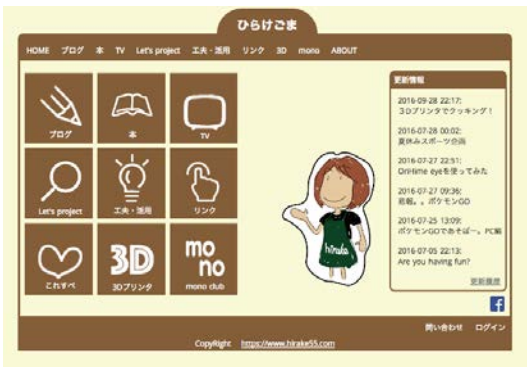 ひらけごま
HOME ブログ 本 TV Let's project 工夫・活用 リンク 3D mono ABOUT
ブログ
本
TV
Let's project
工夫・活用
リンク
これすべ
3D
3Dプリンタ
mono
mono club
hirake
更新情報
2016-09-28 22:17:
3Dプリンタでクッキング！
2016-07-28 00:02:
夏休みスポーツ企画
2016-07-27 22:51:
OriHime eyeを使ってみた
2016-07-27 09:36:
悲報。。ポケモンGO
2016-07-25 13:09:
ポケモンGOであそぼー。PC編
2016-07-05 22:13:
Are you having fun?
更新履歴
f
問い合わせ ログイン
CopyRight https://www.hirake55.com